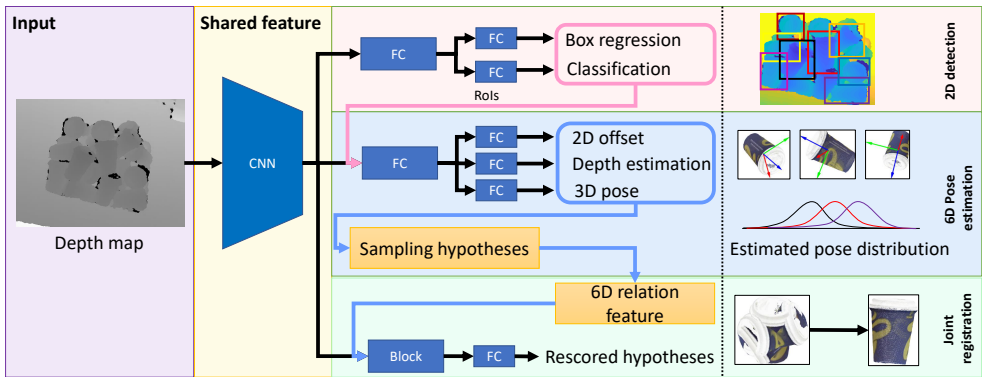 Input
Shared feature
Depth map
CNN
FC
FC
FC
RoIs
Box regression
Classification
2D detection
FC
FC
FC
FC
2D offset
Depth estimation
3D pose
Sampling hypotheses
Estimated pose distribution
6D Pose
estimation
6D relation
feature
Block
FC
Rescored hypotheses
Joint
registration